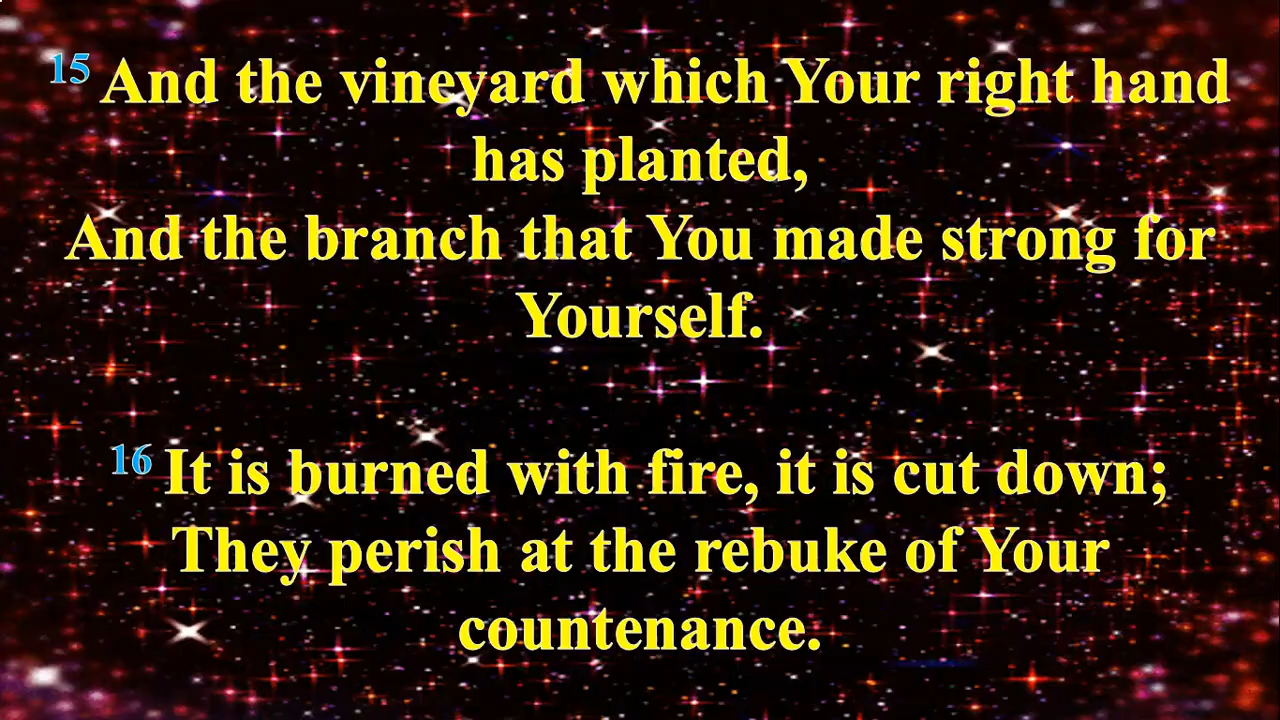 15 And the vineyard which Your right hand
has planted,
And the branch that You made strong for
Yourself.
16 It is burned with fire, it is cut down;
They perish at the rebuke of Your
countenance.